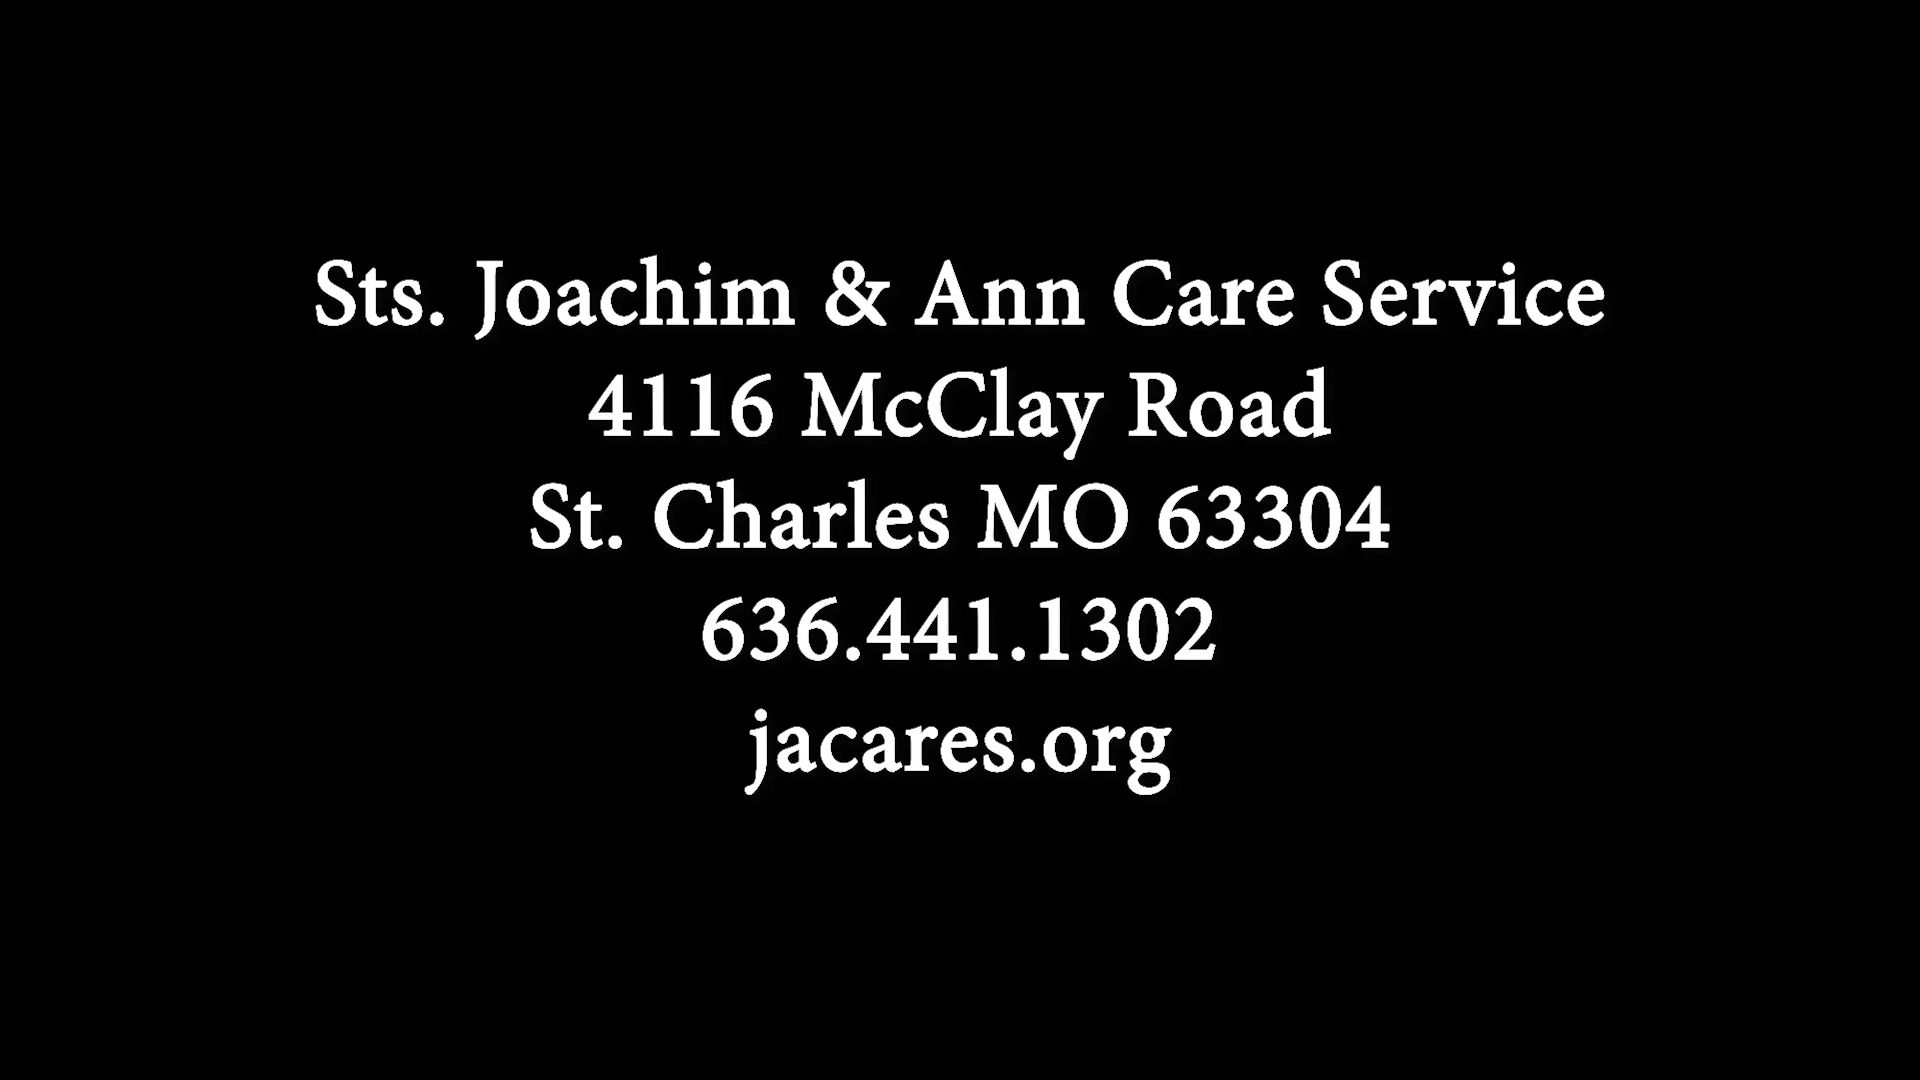 Sts. Joachim & Ann Care Service
4116 McClay Road
St. Charles MO 63304
636.441.1302
jacares.org